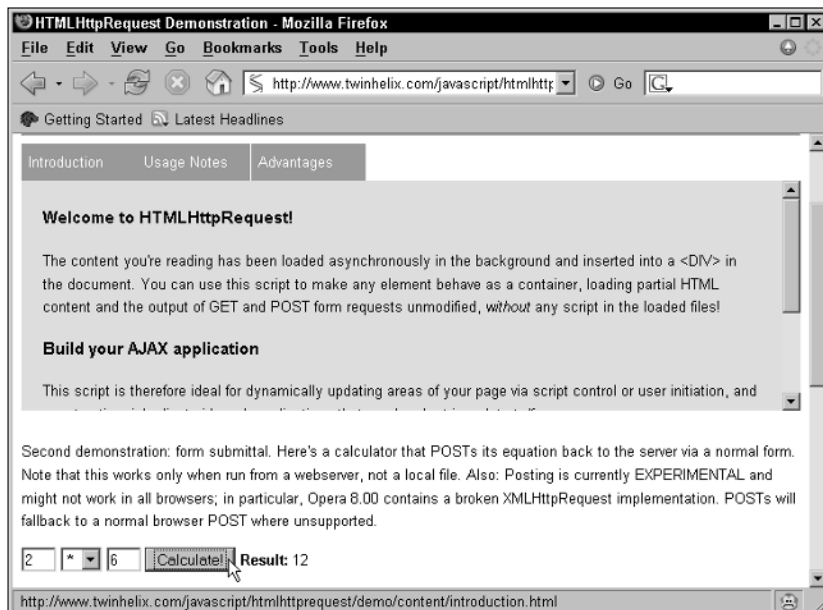 HTMLHttpRequest Demonstration - Mozilla Firefox
File Edit View Go Bookmarks Tools Help
http://www.twinhelix.com/javascript/htmlhttp Go G
Getting Started Latest Headlines
Introduction Usage Notes Advantages
Welcome to HTMLHttpRequest!
The content you're reading has been loaded asynchronously in the background and inserted into a <DIV> in
the document. You can use this script to make any element behave as a container, loading partial HTML
content and the output of GET and POST form requests unmodified, without any script in the loaded files!
Build your AJAX application
This script is therefore ideal for dynamically updating areas of your page via script control or user initiation, and
Second demonstration: form submittal. Here's a calculator that POSTs its equation back to the server via a normal form.
Note that this works only when run from a webserver, not a local file. Also: Posting is currently EXPERIMENTAL and
might not work in all browsers; in particular, Opera 8.00 contains a broken XMLHttpRequest implementation. POSTs will
fallback to a normal browser POST where unsupported.
2 * 6 Calculate! Result: 12
http://www.twinhelix.com/javascript/htmlhttprequest/demo/content/introduction.html